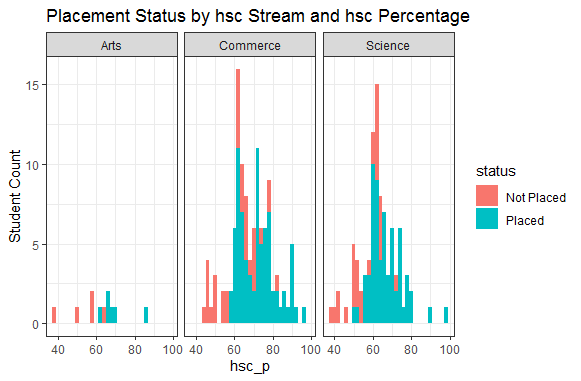 Placement Status by hsc Stream and hsc Percentage
Arts Commerce Science
15
10
5
0
Student Count
40 60 80 100 40 60 80 100 40 60 80 100
hsc_p
status
Not Placed
Placed